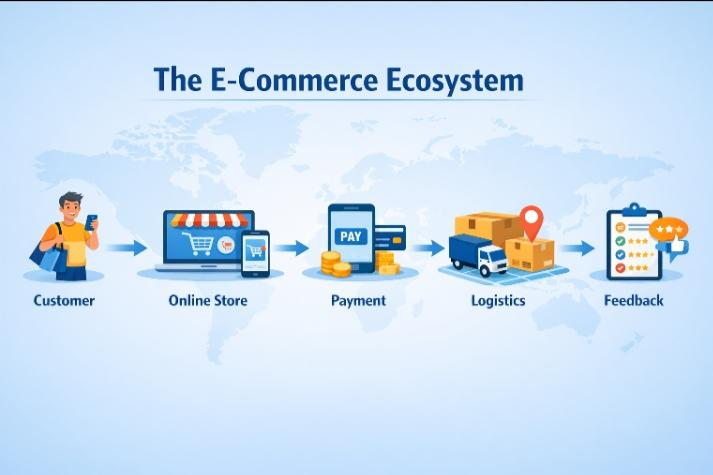 The E-Commerce Ecosystem
PAY
Customer
Online Store
Payment
Logistics
Feedback